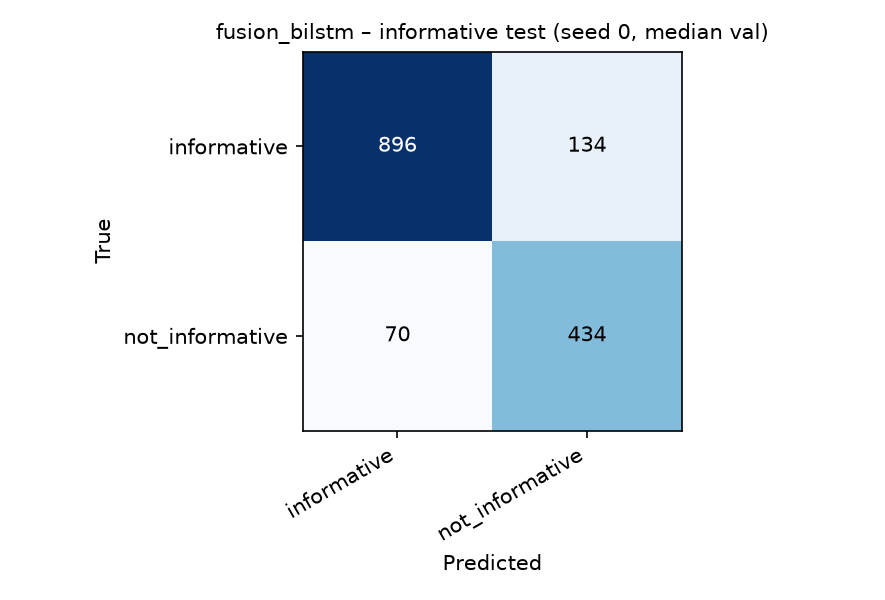 fusion_bilstm – informative test (seed 0, median val)
True
informative
896
134
not_informative
70
434
informative
not_informative
Predicted